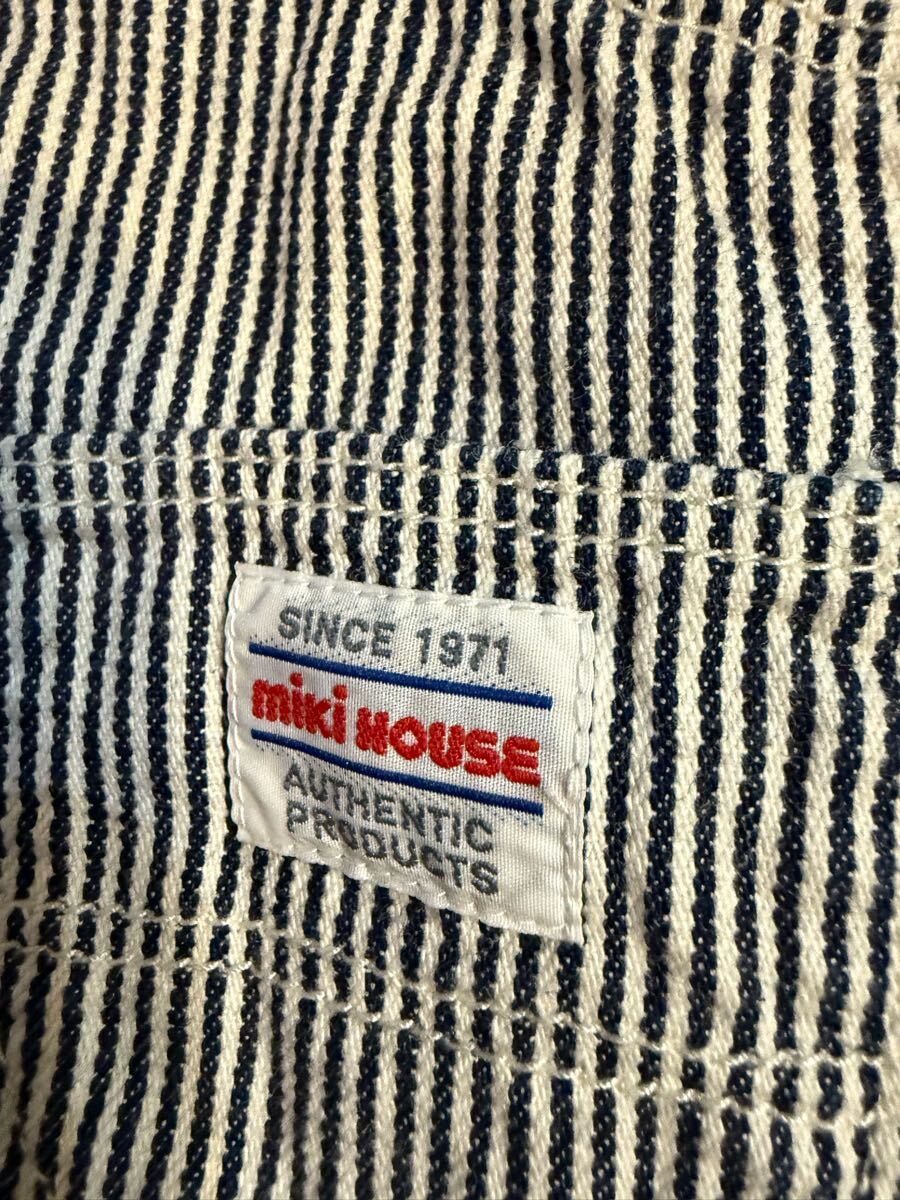 SINCE 1971
miki HOUSE
AUTHENTIC
PRODUCTS